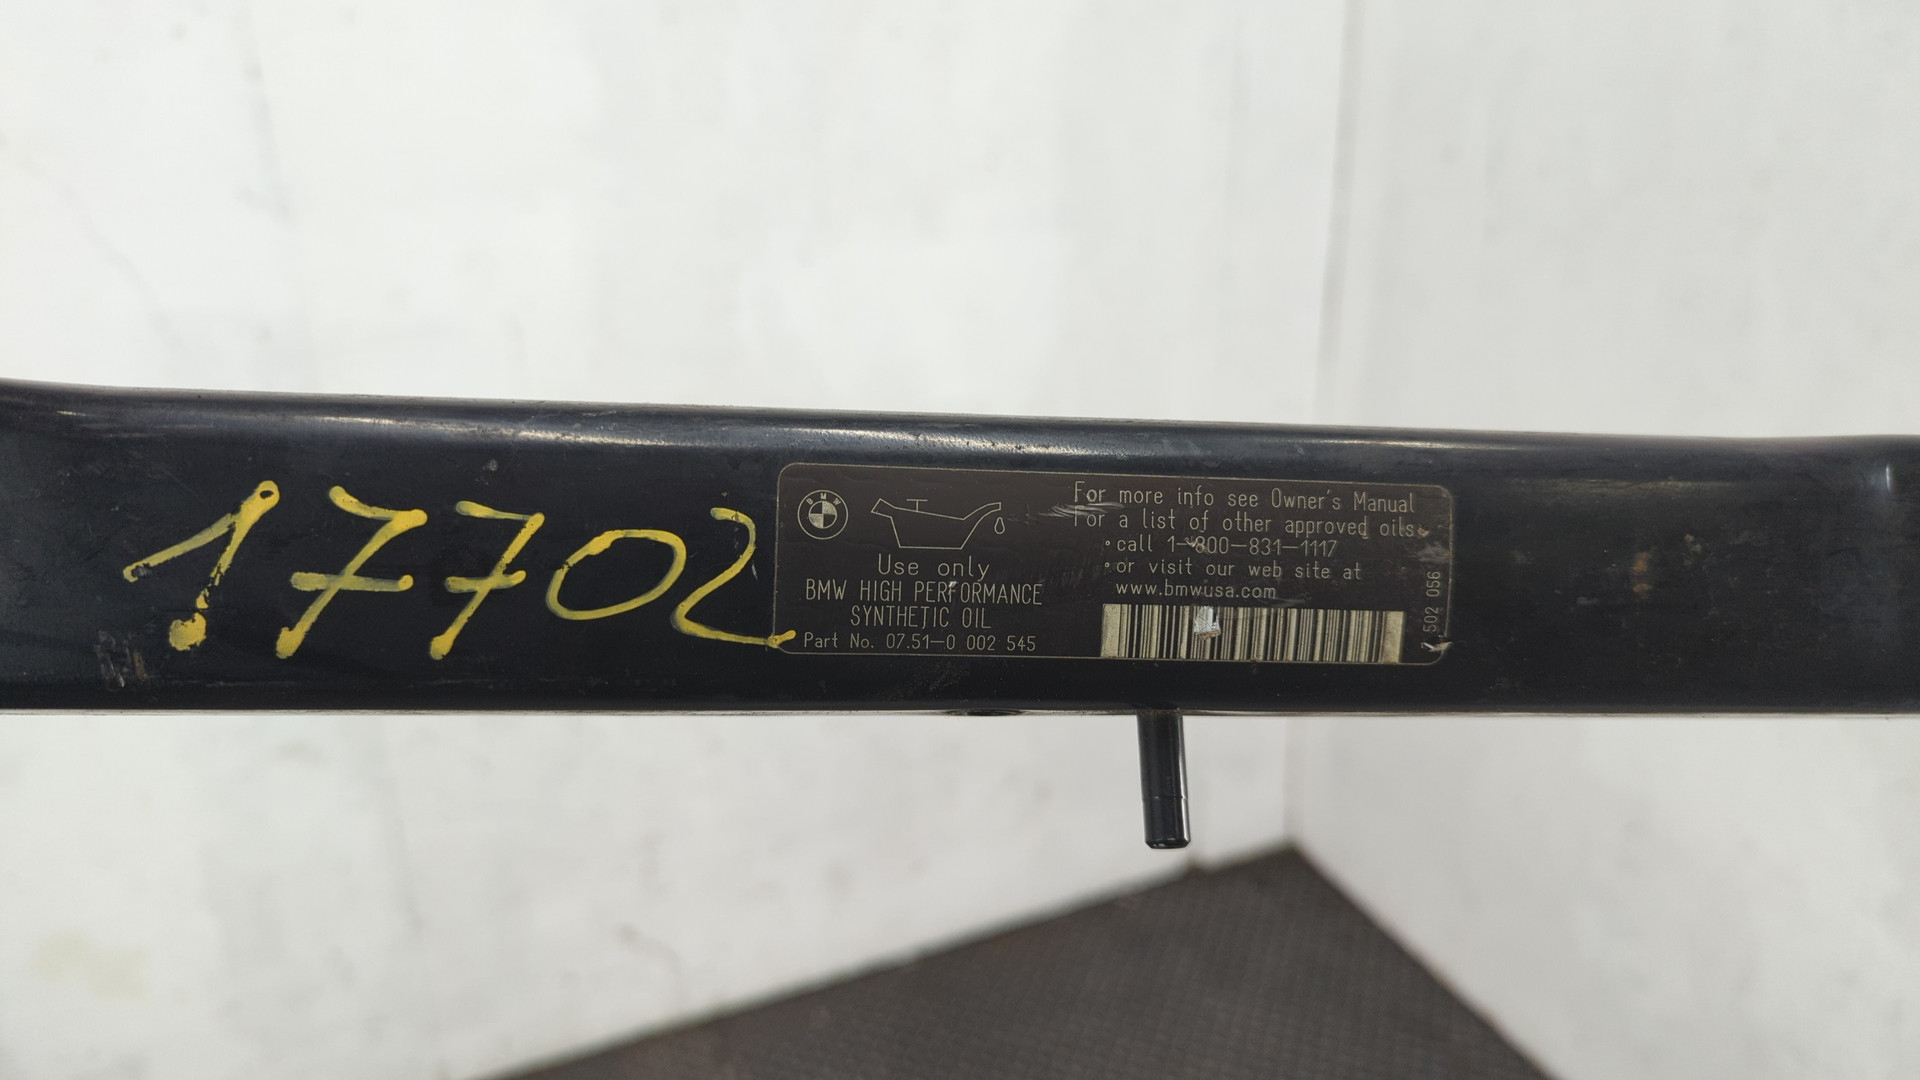 17702
BMW
Use only
BMW HIGH PERFORMANCE
SYNTHETIC OIL
Part No. 07.51-0 002 545
For more info see Owner's Manual
For a list of other approved oils
• call 1-800-831-1117
• or visit our web site at
www.bmwusa.com
502 056